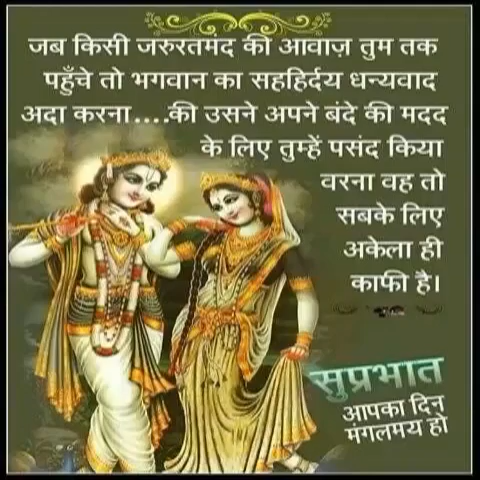 जब किसी जरुरतमंद की आवाज़ तुम तक
पहुँचे तो भगवान का सहहिर्दय धन्यवाद
अदा करना....की उसने अपने बंदे की मदद
के लिए तुम्हें पसंद किया
वरना वह तो
सबके लिए
अकेला ही
काफी है।
सुप्रभात
आपका दिन
मंगलमय हो